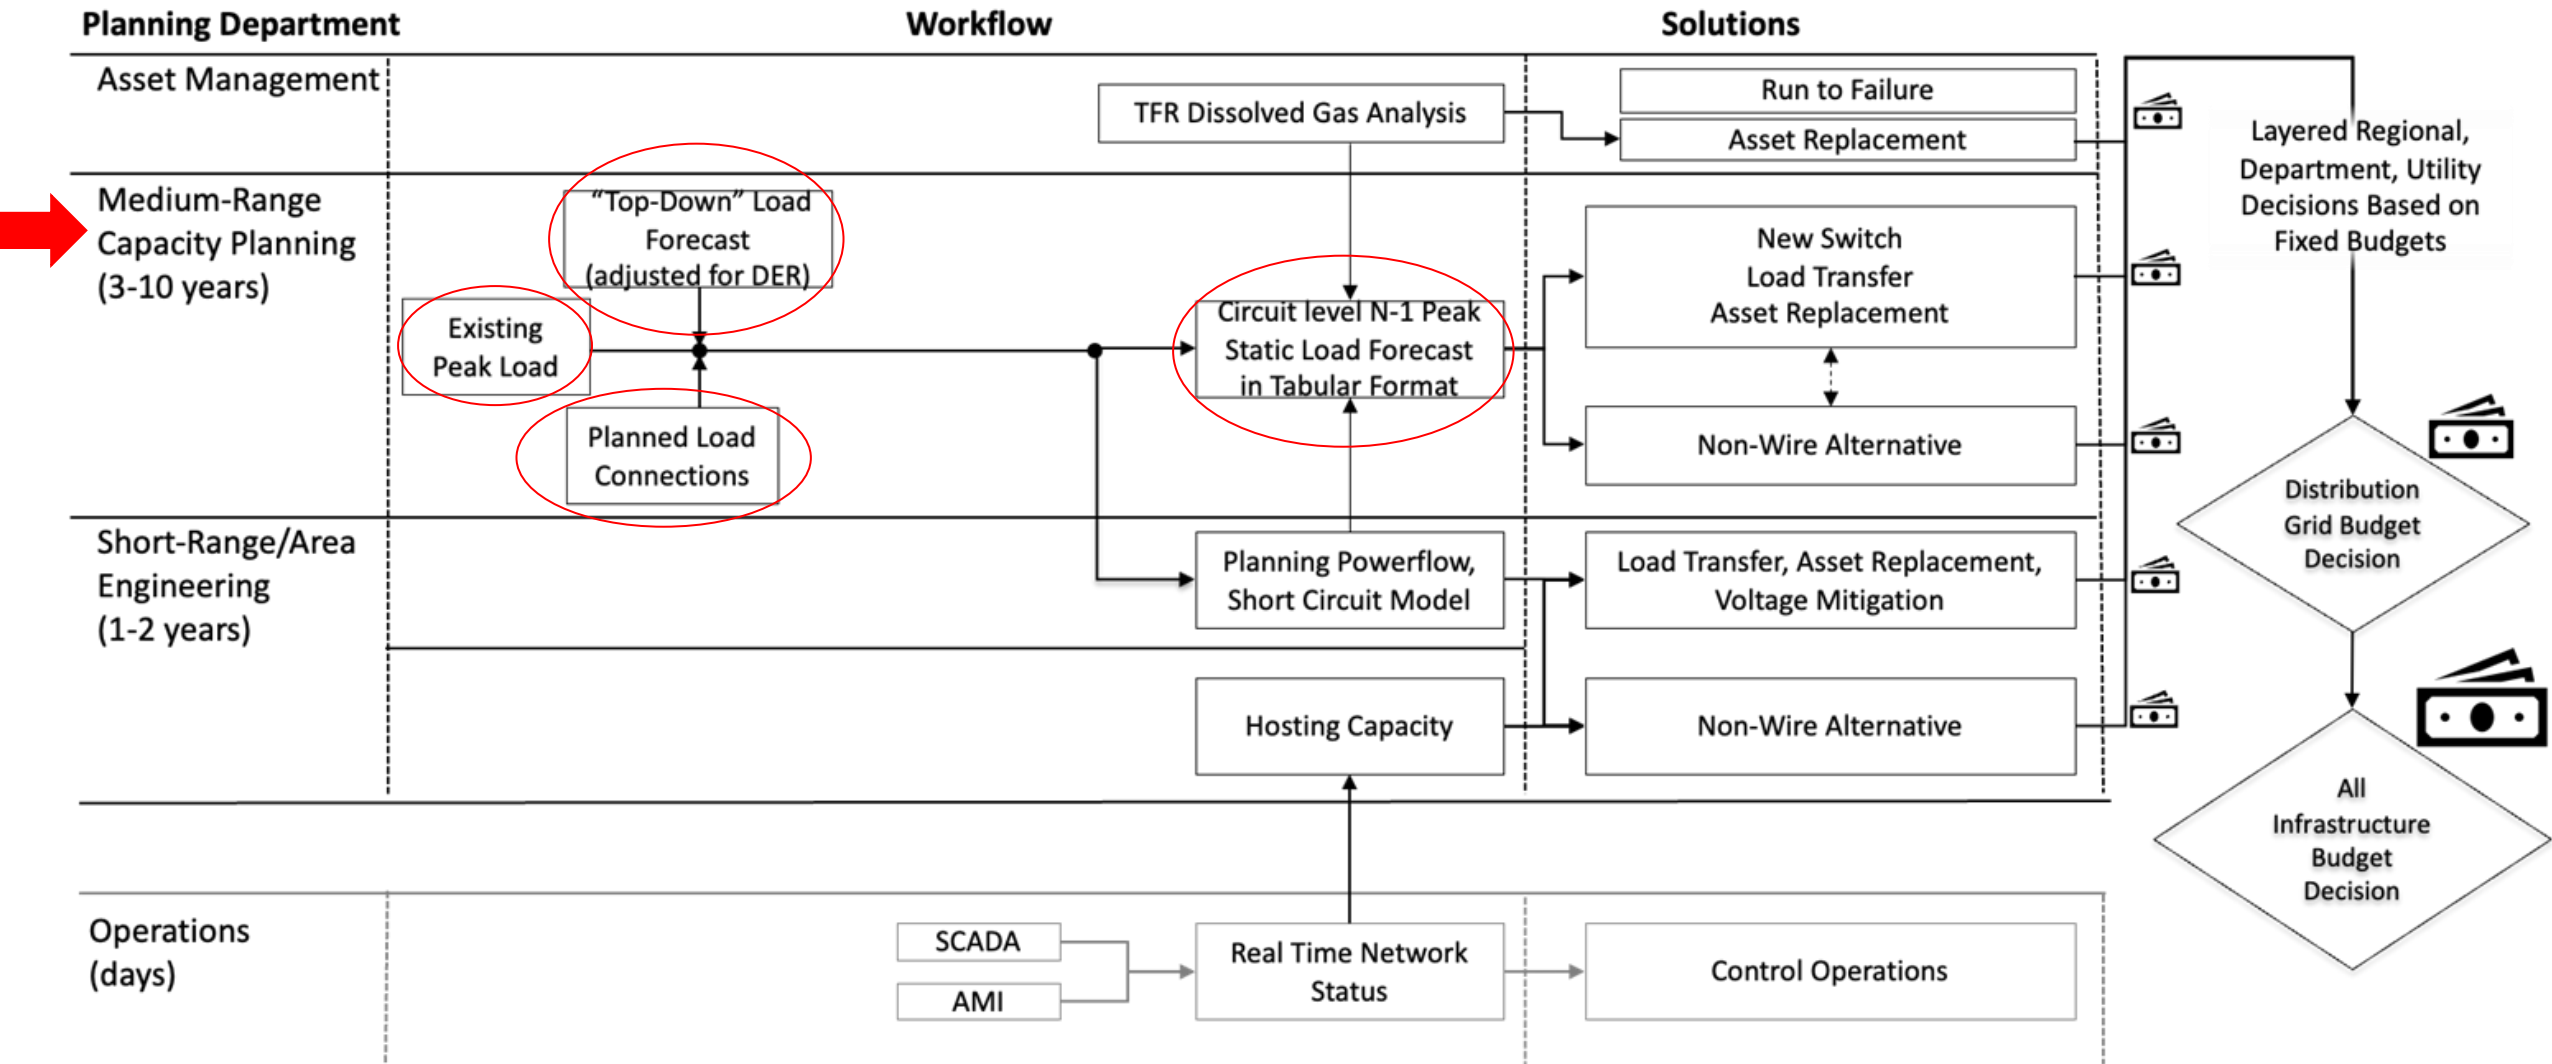 Planning Department
Workflow
Solutions
Asset Management
TFR Dissolved Gas Analysis
Run to Failure
Asset Replacement
Layered Regional,
Department, Utility
Decisions Based on
Fixed Budgets
Medium-Range
Capacity Planning
(3-10 years)
“Top-Down” Load
Forecast
(adjusted for DER)
Existing
Peak Load
Planned Load
Connections
Circuit level N-1 Peak
Static Load Forecast
in Tabular Format
New Switch
Load Transfer
Asset Replacement
Non-Wire Alternative
Distribution
Grid Budget
Decision
Short-Range/Area
Engineering
(1-2 years)
Planning Powerflow,
Short Circuit Model
Load Transfer, Asset Replacement,
Voltage Mitigation
Hosting Capacity
Non-Wire Alternative
All
Infrastructure
Budget
Decision
Operations
(days)
SCADA
AMI
Real Time Network
Status
Control Operations